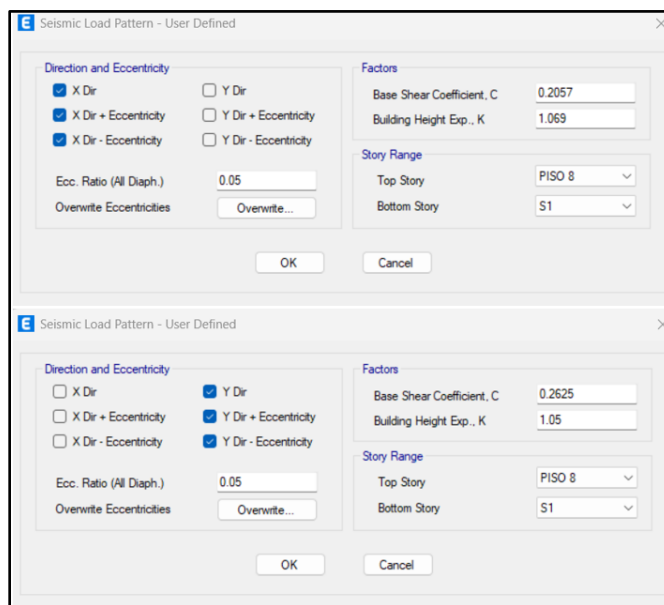 E Seismic Load Pattern - User Defined
Direction and Eccentricity
X Dir Y Dir
X Dir + Eccentricity Y Dir + Eccentricity
X Dir - Eccentricity Y Dir - Eccentricity
Ecc. Ratio (All Diaph.) 0.05
Overwrite Eccentricities Overwrite...
Factors
Base Shear Coefficient, C 0.2057
Building Height Exp., K 1.069
Story Range
Top Story PISO 8
Bottom Story S1
OK Cancel
E Seismic Load Pattern - User Defined
Direction and Eccentricity
X Dir Y Dir
X Dir + Eccentricity Y Dir + Eccentricity
X Dir - Eccentricity Y Dir - Eccentricity
Ecc. Ratio (All Diaph.) 0.05
Overwrite Eccentricities Overwrite...
Factors
Base Shear Coefficient, C 0.2625
Building Height Exp., K 1.05
Story Range
Top Story PISO 8
Bottom Story S1
OK Cancel